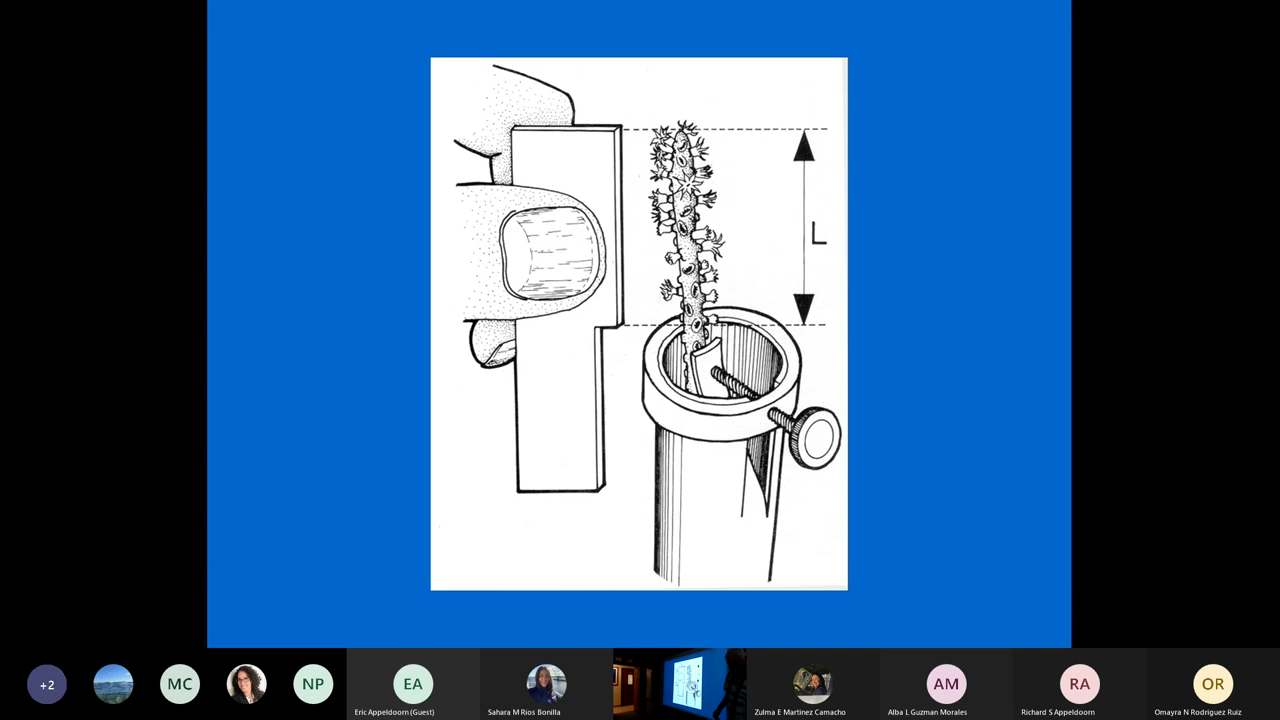 L
+2
MC
NP
EA
AM
RA
OR
Eric Appeldoorn (Guest)
Sahara M Rios Bonilla
Zulma E Martinez Camacho
Alba L Guzman Morales
Richard S Appeldoorn
Omayra N Rodriguez Ruiz